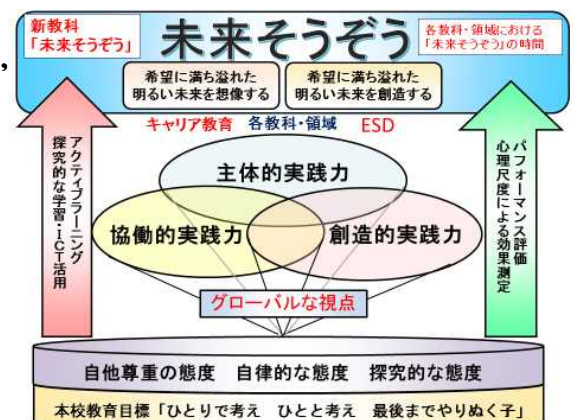 新教科
「未来そうぞう」
未来そうぞう
各教科・領域における
「未来そうぞう」の時間
,
希望に満ち溢れた
明るい未来を想像する
希望に満ち溢れた
明るい未来を創造する
キャリア教育 各教科・領域 ESD
アクティブラーニング
探究的な学習・ICT活用
主体的実践力
協働的実践力
創造的実践力
グローバルな視点
パフォーマンス評価
心理尺度による効果測定
自他尊重の態度 自律的な態度 探究的な態度
本校教育目標「ひとりで考え ひとと考え 最後までやりぬく子」